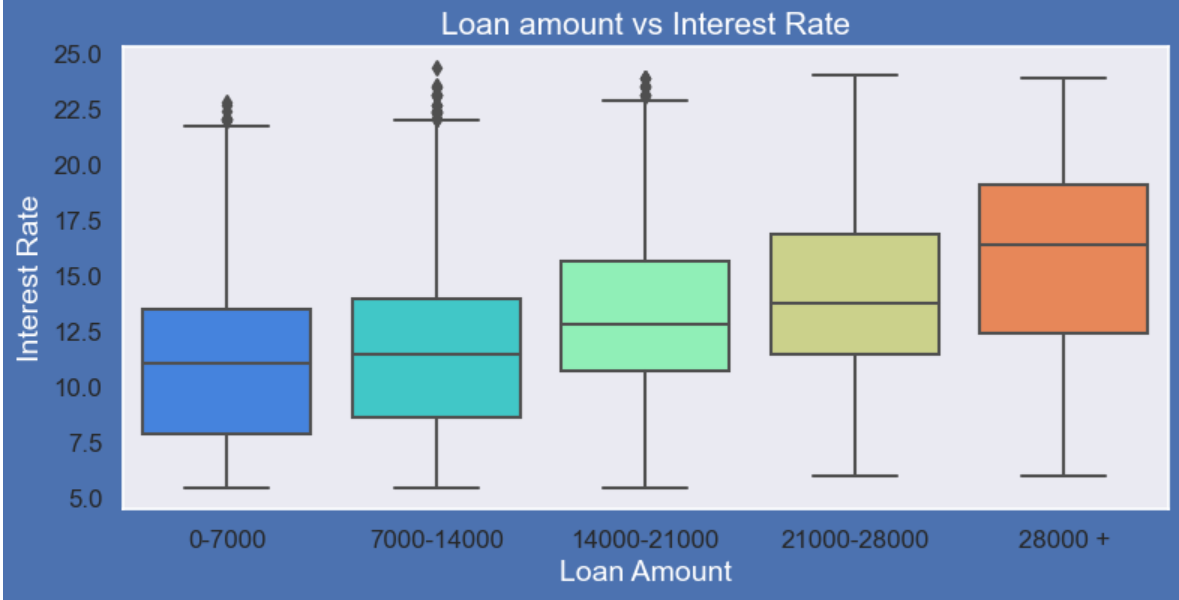 Loan amount vs Interest Rate
Interest Rate
25.0
22.5
20.0
17.5
15.0
12.5
10.0
7.5
5.0
0-7000 7000-14000 14000-21000 21000-28000 28000 +
Loan Amount